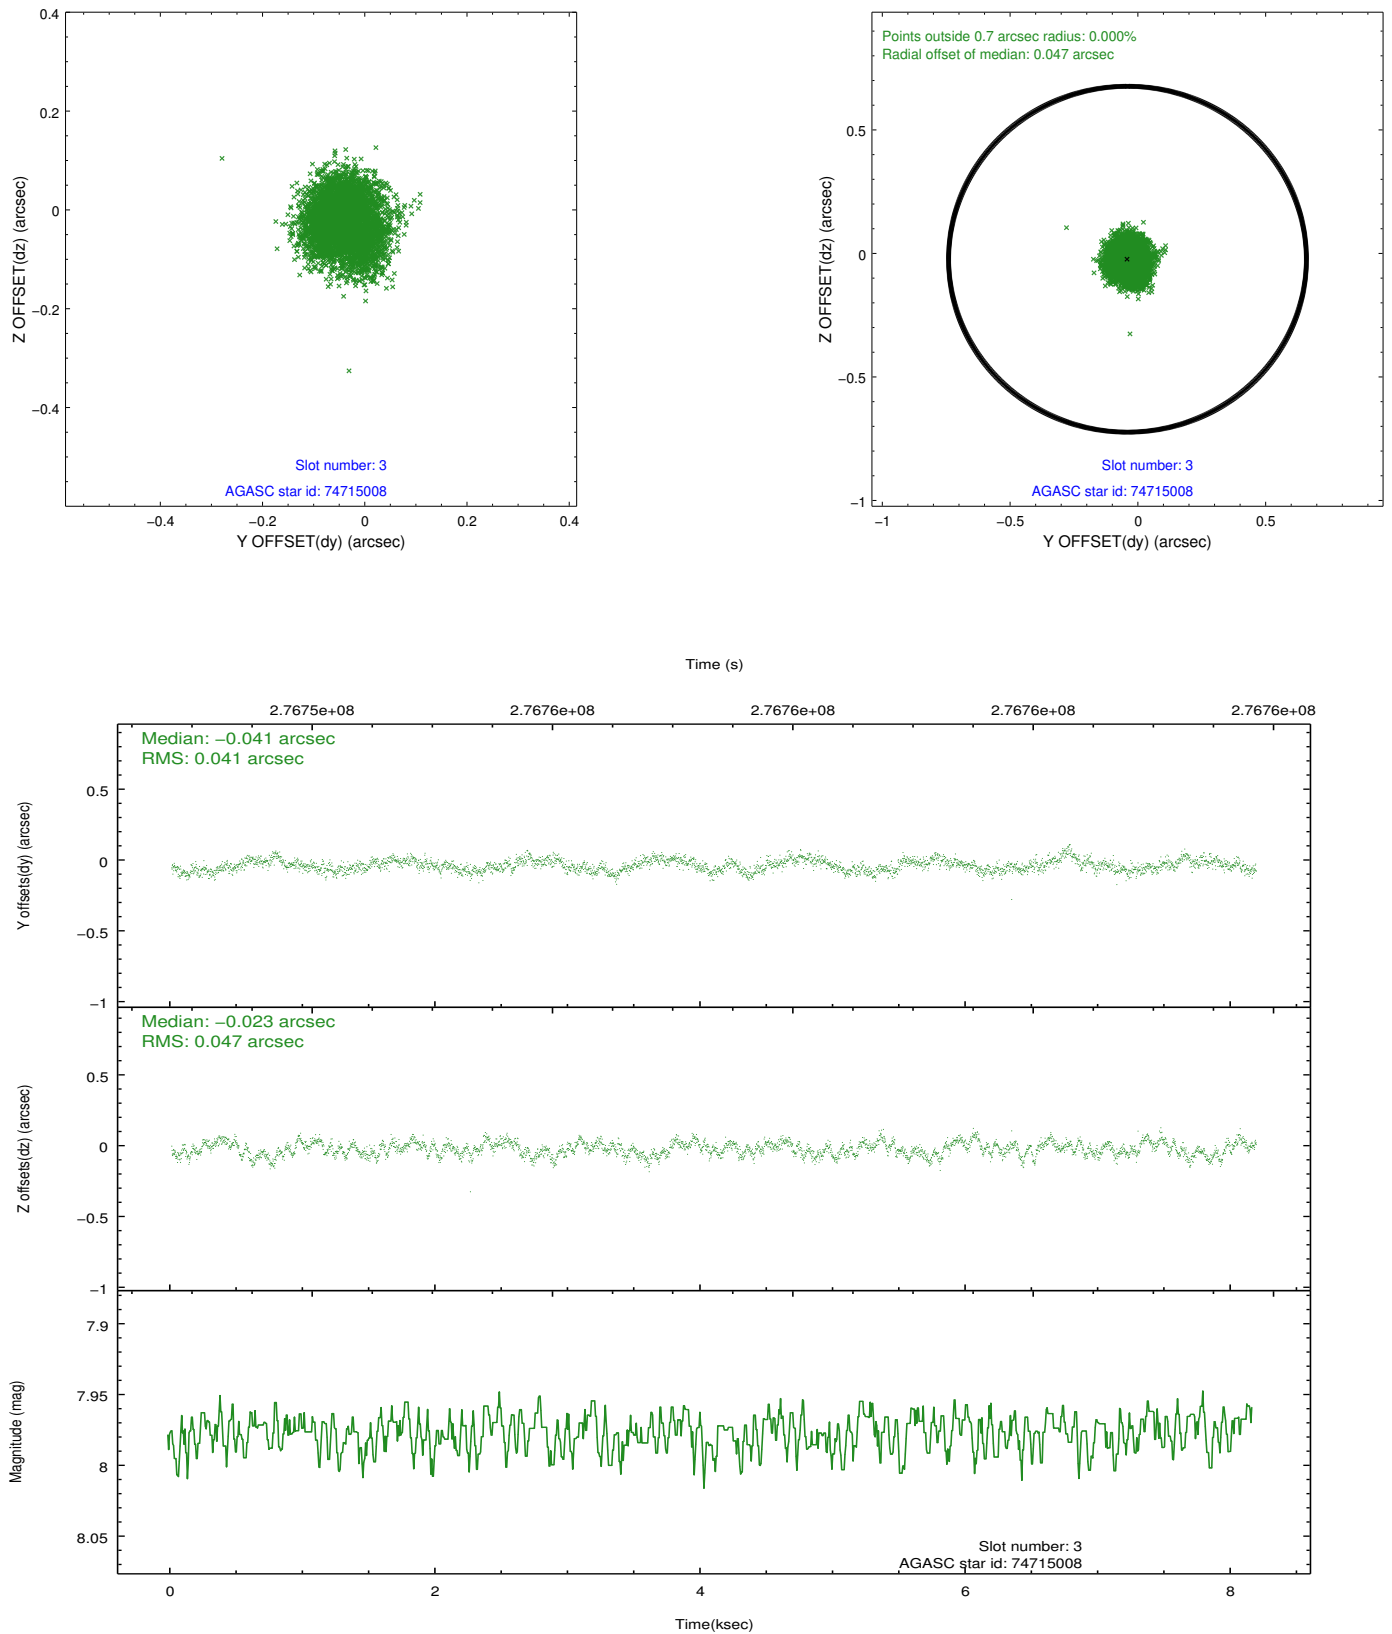 0.4
0.2
0
−0.2
−0.4
Z OFFSET(dz) (arcsec)
Slot number: 3
AGASC star id: 74715008
−0.4 −0.2 0 0.2 0.4
Y OFFSET(dy) (arcsec)
Points outside 0.7 arcsec radius: 0.000%
Radial offset of median: 0.047 arcsec
0.5
0
−0.5
−1
Z OFFSET(dz) (arcsec)
Slot number: 3
AGASC star id: 74715008
−1 −0.5 0 0.5
Y OFFSET(dy) (arcsec)
Time (s)
2.7675e+08 2.7676e+08 2.7676e+08 2.7676e+08 2.7676e+08
Median: −0.041 arcsec
RMS: 0.041 arcsec
0.5
0
−0.5
−1
Y offsets(dy) (arcsec)
Median: −0.023 arcsec
RMS: 0.047 arcsec
0.5
0
−0.5
−1
Z offsets(dz) (arcsec)
7.9
7.95
8
8.05
Magnitude (mag)
Slot number: 3
AGASC star id: 74715008
0 2 4 6 8
Time(ksec)